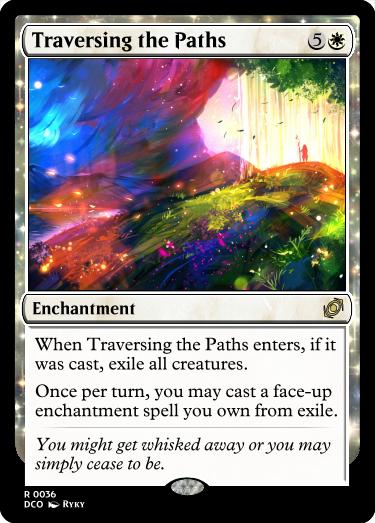 Traversing the Paths 5
Enchantment
When Traversing the Paths enters, if it
was cast, exile all creatures.
Once per turn, you may cast a face-up
enchantment spell you own from exile.
You might get whisked away or you may
simply cease to be.
R 0036
DCO Ryky